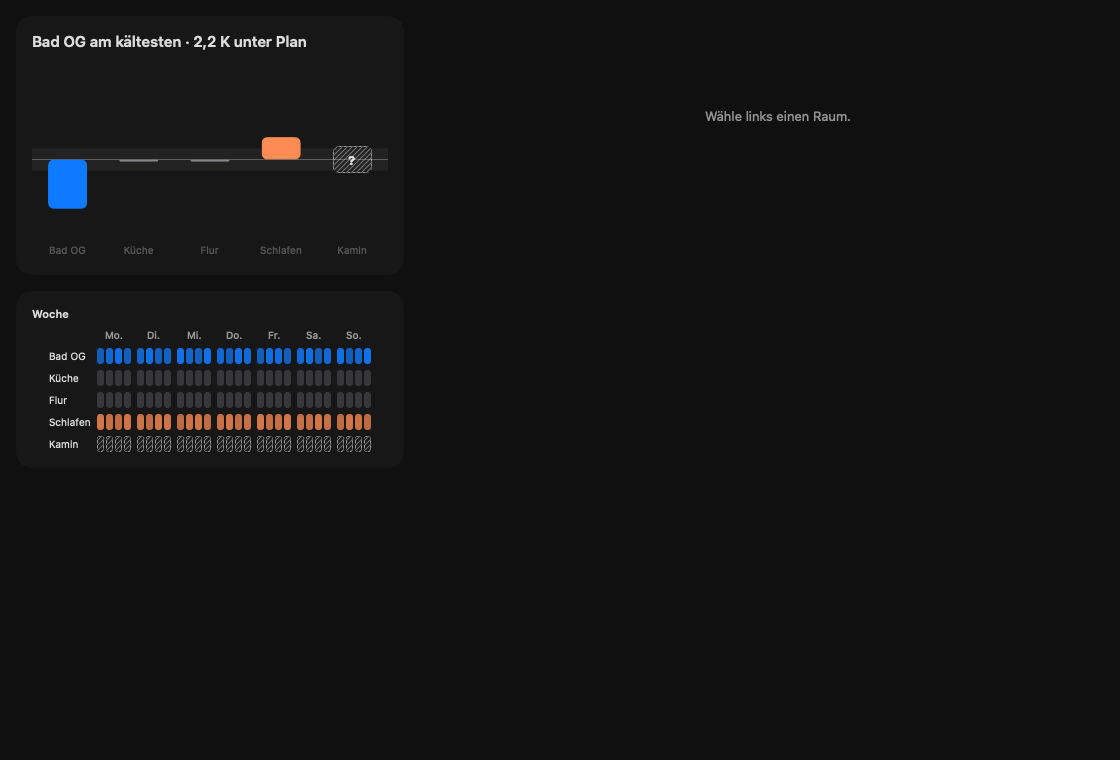 Bad OG am kältesten · 2,2 K unter Plan
?
Bad OG Küche Flur Schlafen Kamin
Wähle links einen Raum.
Woche
Mo. Di. Mi. Do. Fr. Sa. So.
Bad OG
Küche
Flur
Schlafen
Kamin